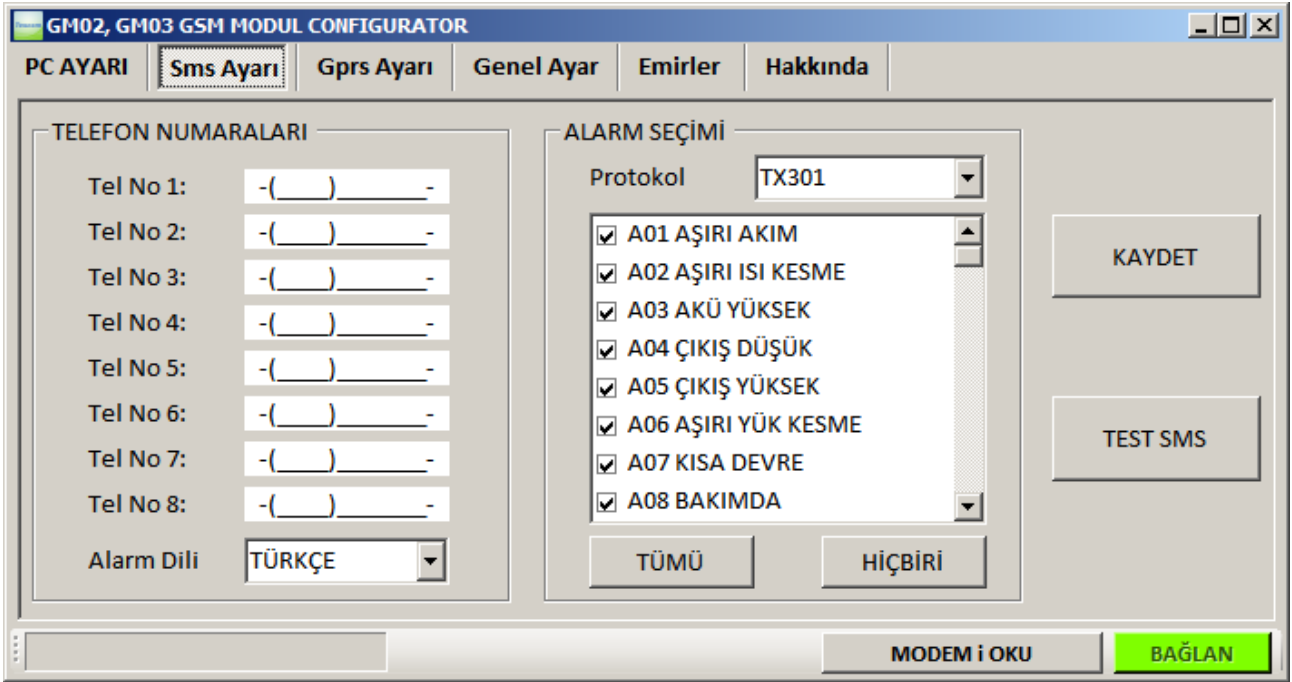 GM02, GM03 GSM MODUL CONFIGURATOR
PC AYARI Sms Ayarı Gprs Ayarı Genel Ayar Emirler Hakkında
TELEFON NUMARALARI
Tel No 1: -(____)_______-
Tel No 2: -(____)_______-
Tel No 3: -(____)_______-
Tel No 4: -(____)_______-
Tel No 5: -(____)_______-
Tel No 6: -(____)_______-
Tel No 7: -(____)_______-
Tel No 8: -(____)_______-
Alarm Dili TÜRKÇE
ALARM SEÇİMİ
Protokol TX301
A01 AŞIRI AKIM
A02 AŞIRI ISI KESME
A03 AKÜ YÜKSEK
A04 ÇIKIŞ DÜŞÜK
A05 ÇIKIŞ YÜKSEK
A06 AŞIRI YÜK KESME
A07 KISA DEVRE
A08 BAKIMDA
TÜMÜ HİÇBİRİ
KAYDET
TEST SMS
MODEM i OKU BAĞLAN